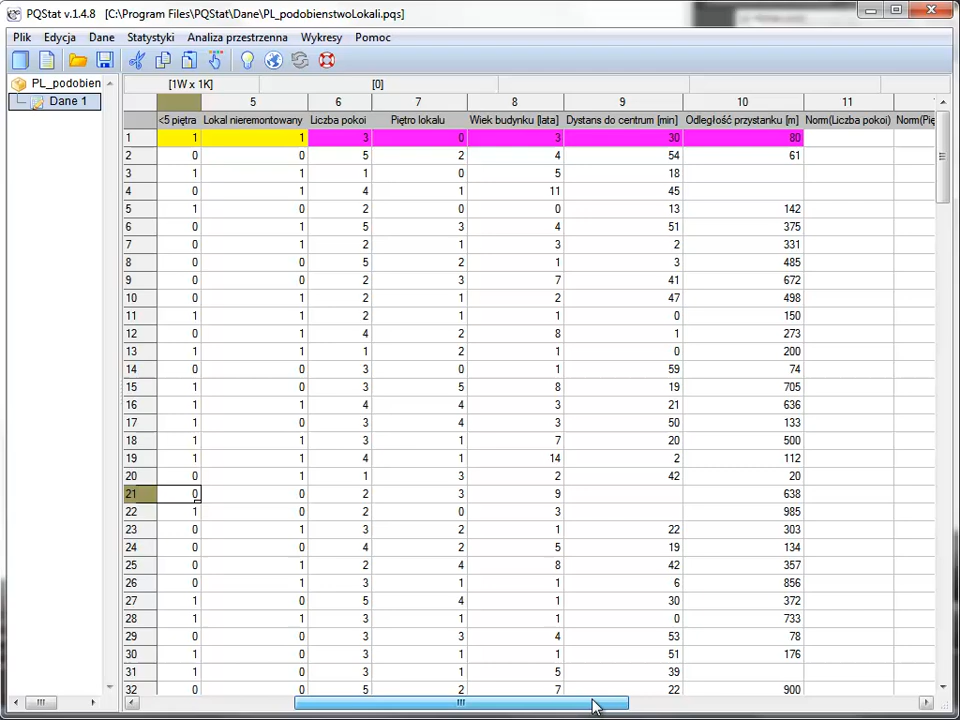 PQStat v.1.4.8 [C:\Program Files\PQStat\Dane\PL_podobienstwoLokali.pqs]
Plik Edycja Dane Statystyki Analiza przestrzenna Wykresy Pomoc
PL_podobien
Dane 1
[1W x 1K] [0]
5 6 7 8 9 10 11
<5 piętra Lokal nieremontowany Liczba pokoi Piętro lokalu Wiek budynku [lata] Dystans do centrum [min] Odległość przystanku [m] Norm(Liczba pokoi) Norm(Pię
1 1 1 3 0 3 30 80
2 0 0 5 2 4 54 61
3 1 1 1 0 5 18
4 0 1 4 1 11 45
5 1 0 2 0 0 13 142
6 0 1 5 3 4 51 375
7 0 1 2 1 3 2 331
8 0 0 5 2 1 3 485
9 0 0 2 3 7 41 672
10 0 1 2 1 2 47 498
11 1 1 2 1 1 0 150
12 0 1 4 2 8 1 273
13 1 1 1 2 1 0 200
14 0 0 3 0 1 59 74
15 1 0 3 5 8 19 705
16 1 1 4 4 3 21 636
17 1 0 3 4 3 50 133
18 1 1 3 1 7 20 500
19 1 1 4 1 14 2 112
20 0 1 1 3 2 42 20
21 0 0 2 3 9 638
22 1 0 2 0 3 985
23 0 1 3 2 1 22 303
24 0 0 4 2 5 19 134
25 0 1 2 4 8 42 357
26 0 1 3 1 1 6 856
27 1 0 5 4 1 30 372
28 1 1 3 1 1 0 733
29 0 0 3 3 4 53 78
30 1 0 3 1 1 51 176
31 1 0 3 1 5 39
32 0 0 5 2 7 22 900